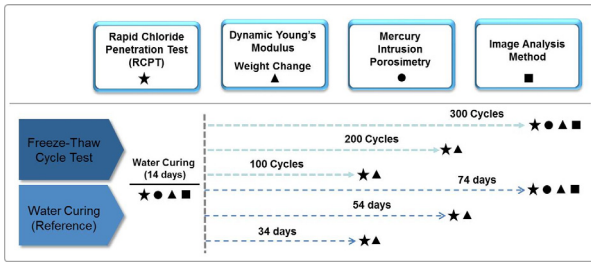 Rapid Chloride
Penetration Test
(RCPT)
Dynamic Young's
Modulus
Weight Change
Mercury
Intrusion
Porosimetry
Image Analysis
Method
300 Cycles
Freeze-Thaw
Cycle Test
200 Cycles
Water Curing
(14 days)
100 Cycles
74 days
Water Curing
(Reference)
54 days
34 days